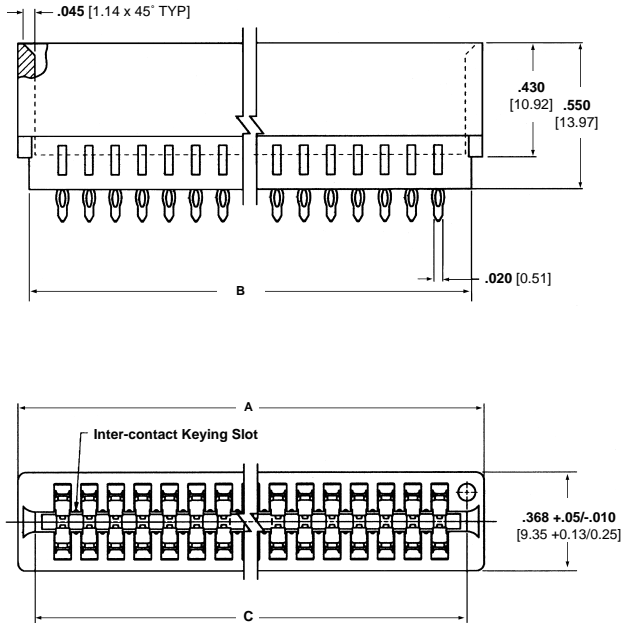 .045 [1.14 x 45˚ TYP]
.430
[10.92]
.550
[13.97]
.020 [0.51]
B
A
Inter-contact Keying Slot
.368 +.05/-.010
[9.35 +0.13/0.25]
C